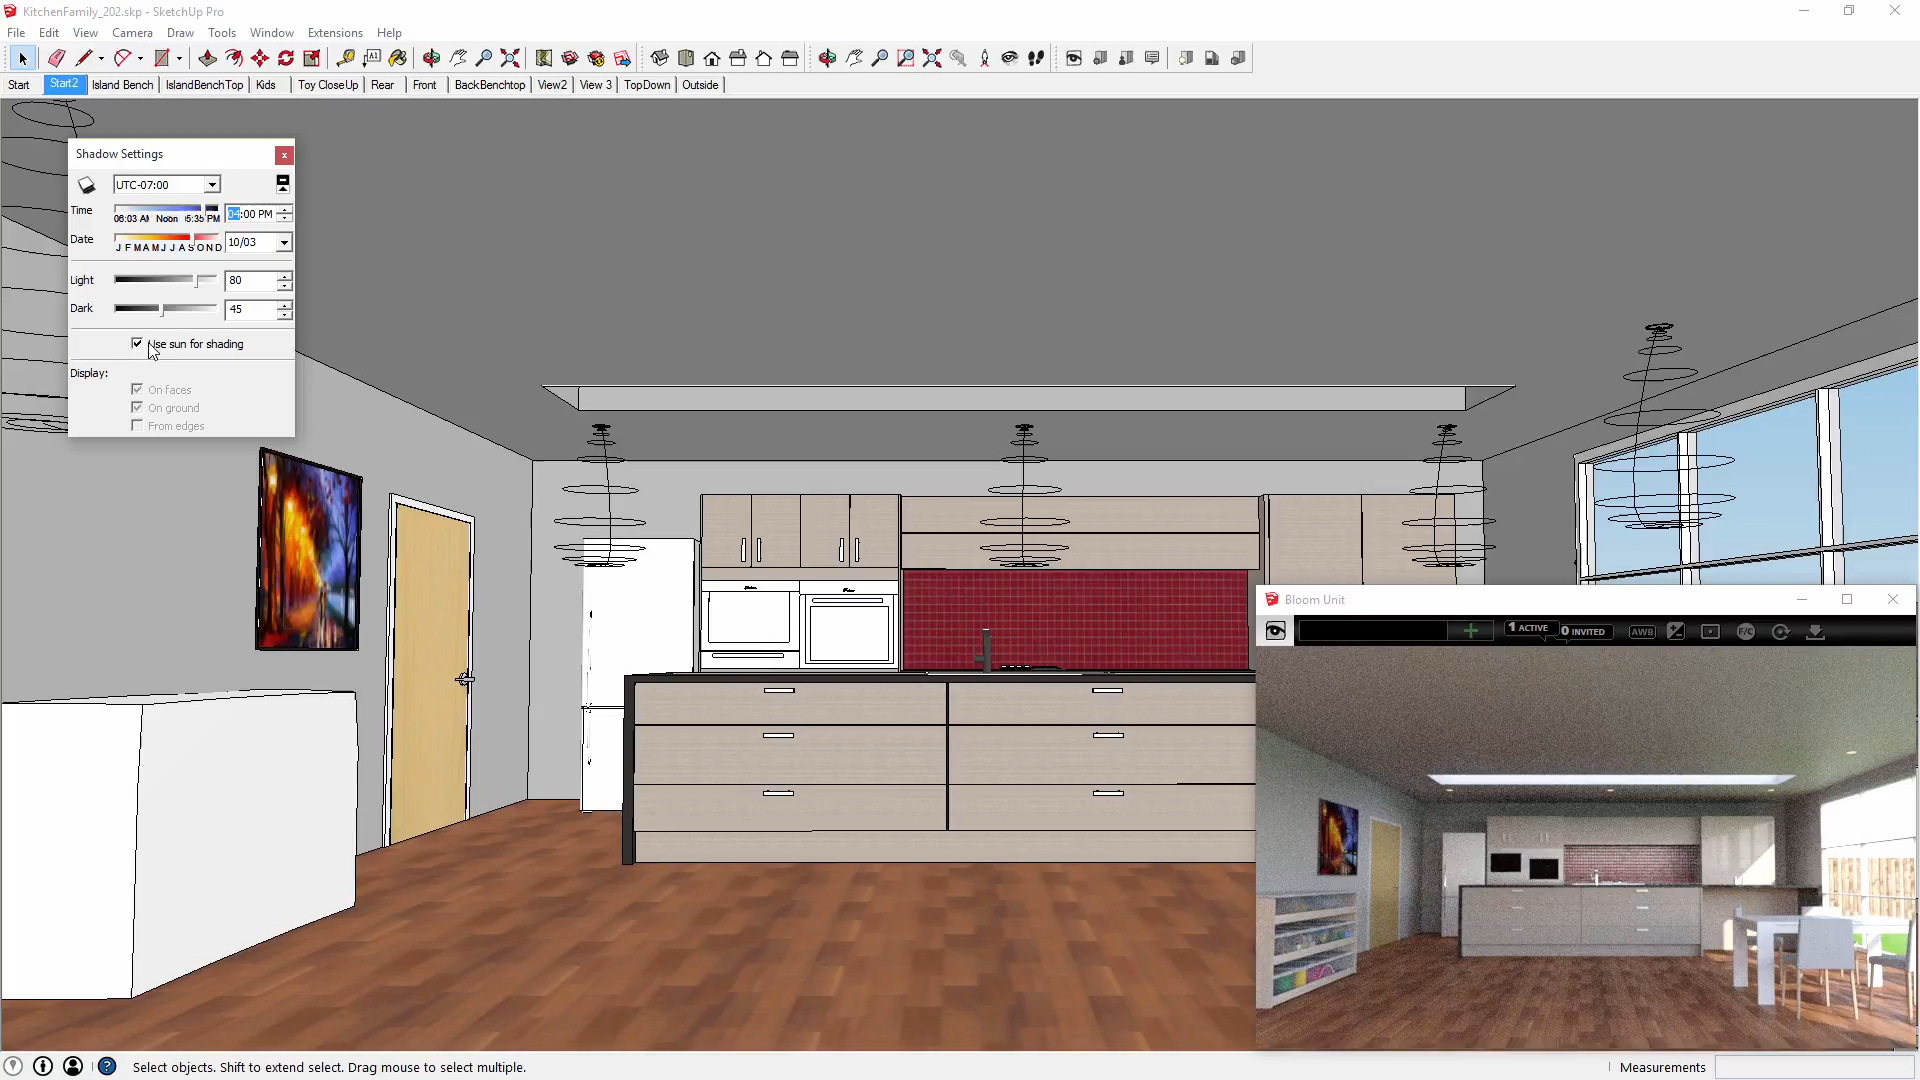 KitchenFamily_202.skp - SketchUp Pro
File Edit View Camera Draw Tools Window Extensions Help
Start Start2 Island Bench IslandBenchTop Kids Toy CloseUp Rear Front BackBenchtop View2 View 3 TopDown Outside
Shadow Settings
UTC-07:00
Time 04:00 PM
06:03 AM Noon 5:35 PM
Date 10/03
J F M A M J J A S O N D
Light 80
Dark 45
Use sun for shading
Display:
On faces
On ground
From edges
Bloom Unit
1 ACTIVE 0 INVITED AWB F/C
Select objects. Shift to extend select. Drag mouse to select multiple.
Measurements